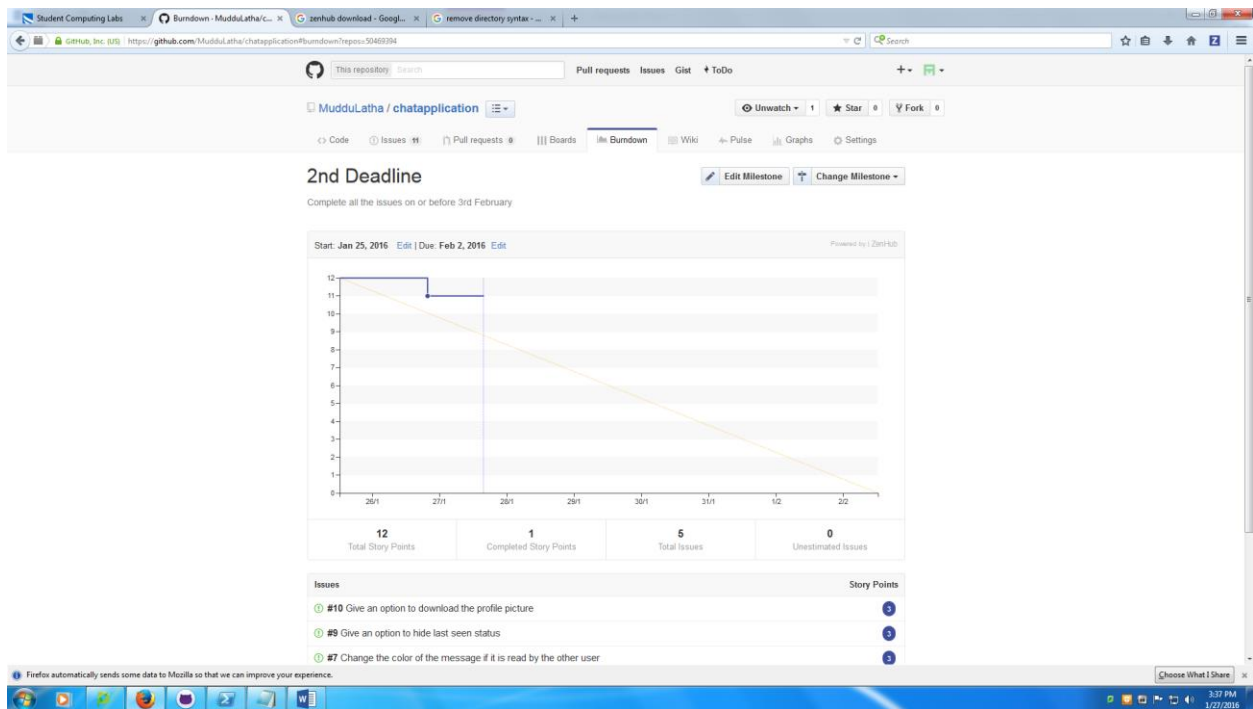 Student Computing Labs × Burndown · MudduLatha/c... × zenhub download - Googl... × remove directory syntax - ... × +
GitHub, Inc. (US) https://github.com/MudduLatha/chatapplication#burndown?repos=50469394 Search
This repository Search Pull requests Issues Gist ToDo
MudduLatha / chatapplication Unwatch 1 Star 0 Fork 0
Code Issues 11 Pull requests 0 Boards Burndown Wiki Pulse Graphs Settings
2nd Deadline Edit Milestone Change Milestone
Complete all the issues on or before 3rd February
Start: Jan 25, 2016 Edit | Due: Feb 2, 2016 Edit Powered by ZenHub
12
11
10
9
8
7
6
5
4
3
2
1
0
26/1 27/1 28/1 29/1 30/1 31/1 1/2 2/2
12 1 5 0
Total Story Points Completed Story Points Total Issues Unestimated Issues
Issues Story Points
#10 Give an option to download the profile picture 3
#9 Give an option to hide last seen status 3
#7 Change the color of the message if it is read by the other user 3
Firefox automatically sends some data to Mozilla so that we can improve your experience. Choose What I Share ×
3:37 PM
1/27/2016